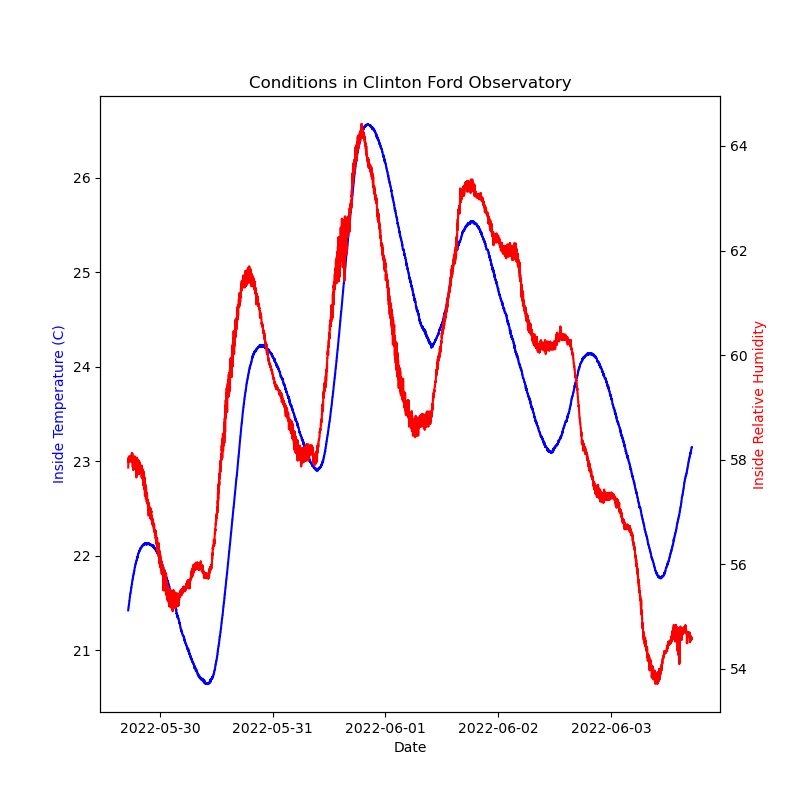 Conditions in Clinton Ford Observatory
Inside Temperature (C)
26
25
24
23
22
21
64
62
60
58
56
54
Inside Relative Humidity
2022-05-30 2022-05-31 2022-06-01 2022-06-02 2022-06-03
Date